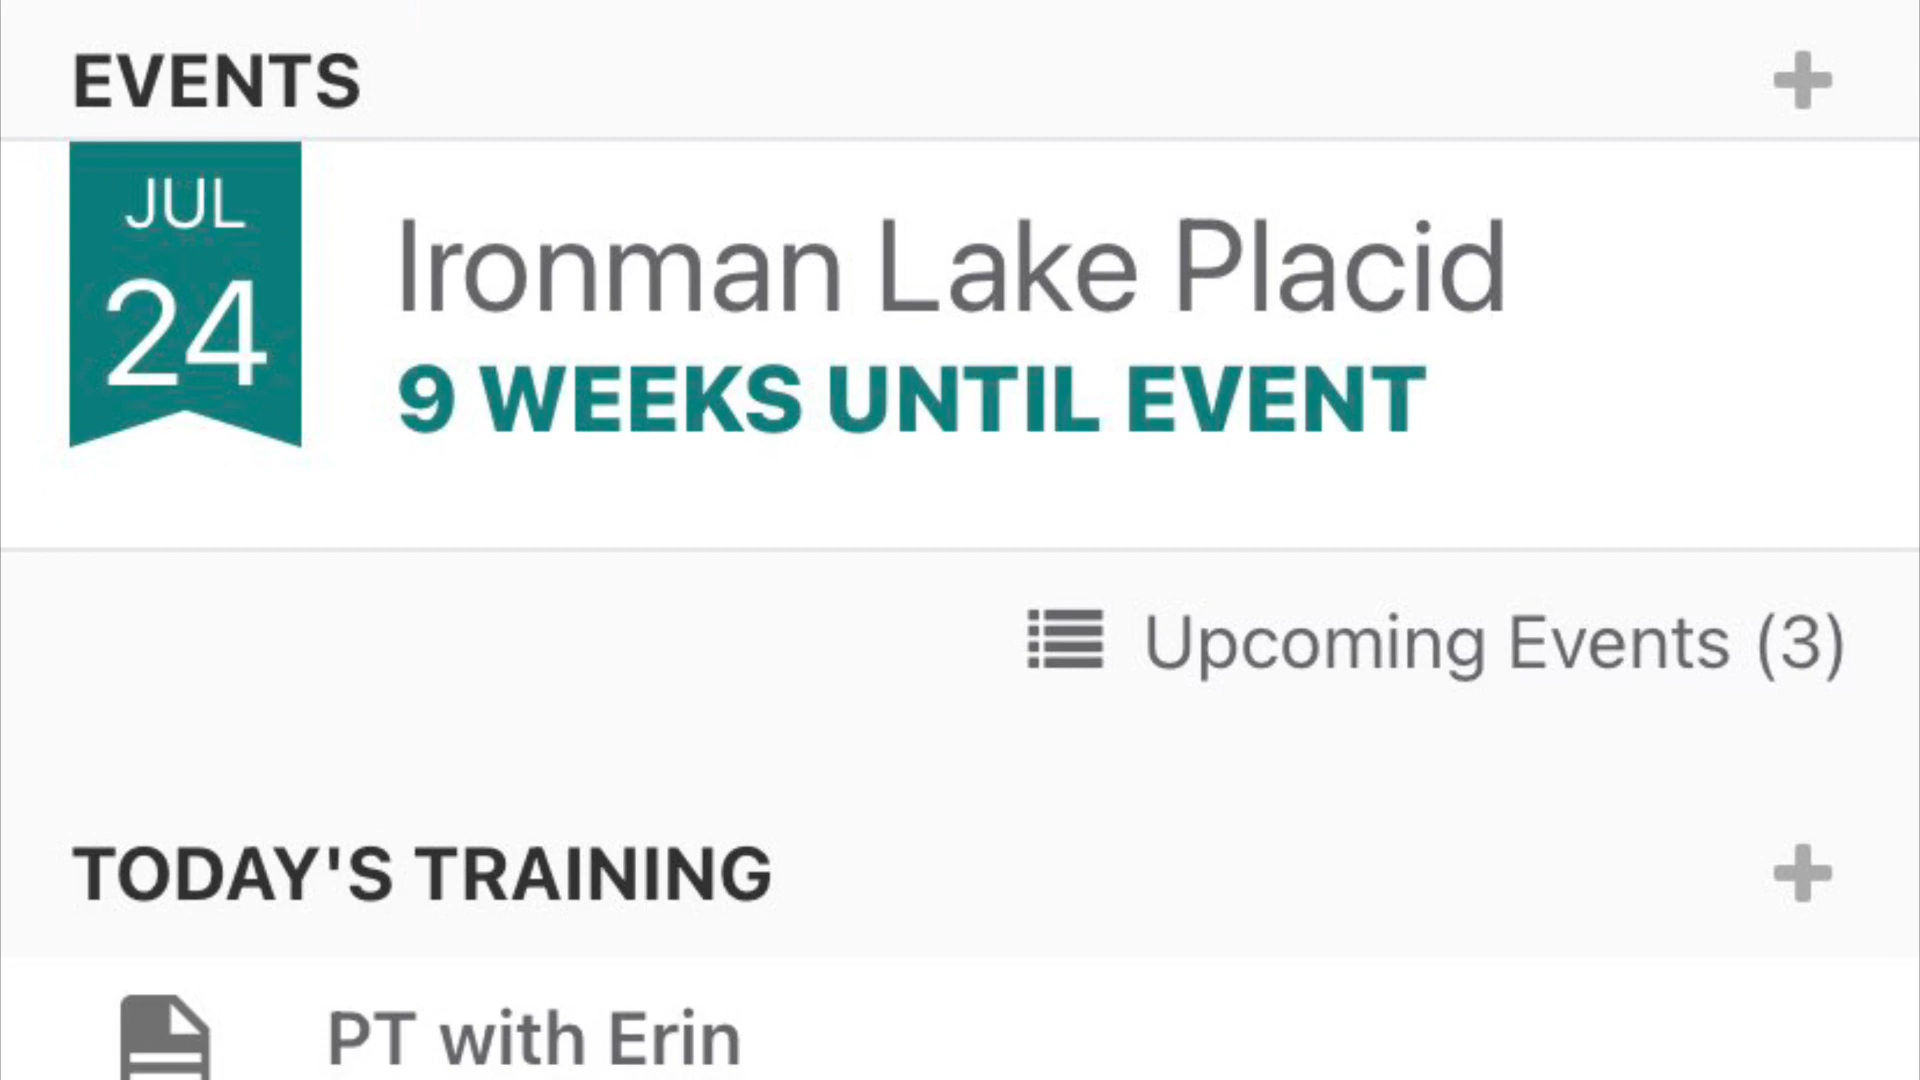 EVENTS
JUL
24
Ironman Lake Placid
9 WEEKS UNTIL EVENT
Upcoming Events (3)
TODAY'S TRAINING
PT with Erin